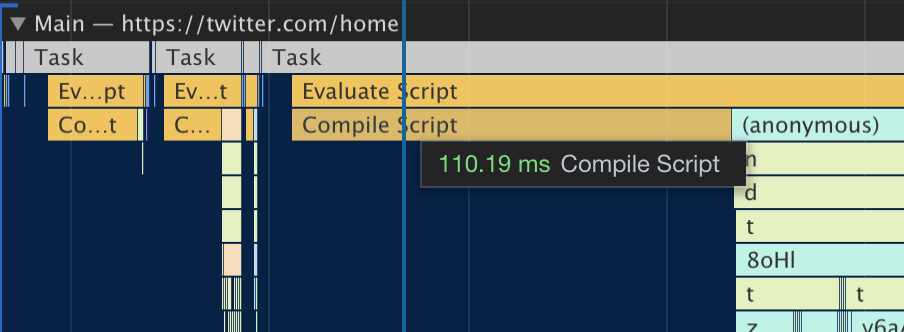 ▼ Main — https://twitter.com/home
Task Task Task
Ev…pt Ev…t Evaluate Script
Co…t C… Compile Script (anonymous)
110.19 ms Compile Script
n
d
t
8oHl
t t
z v6a